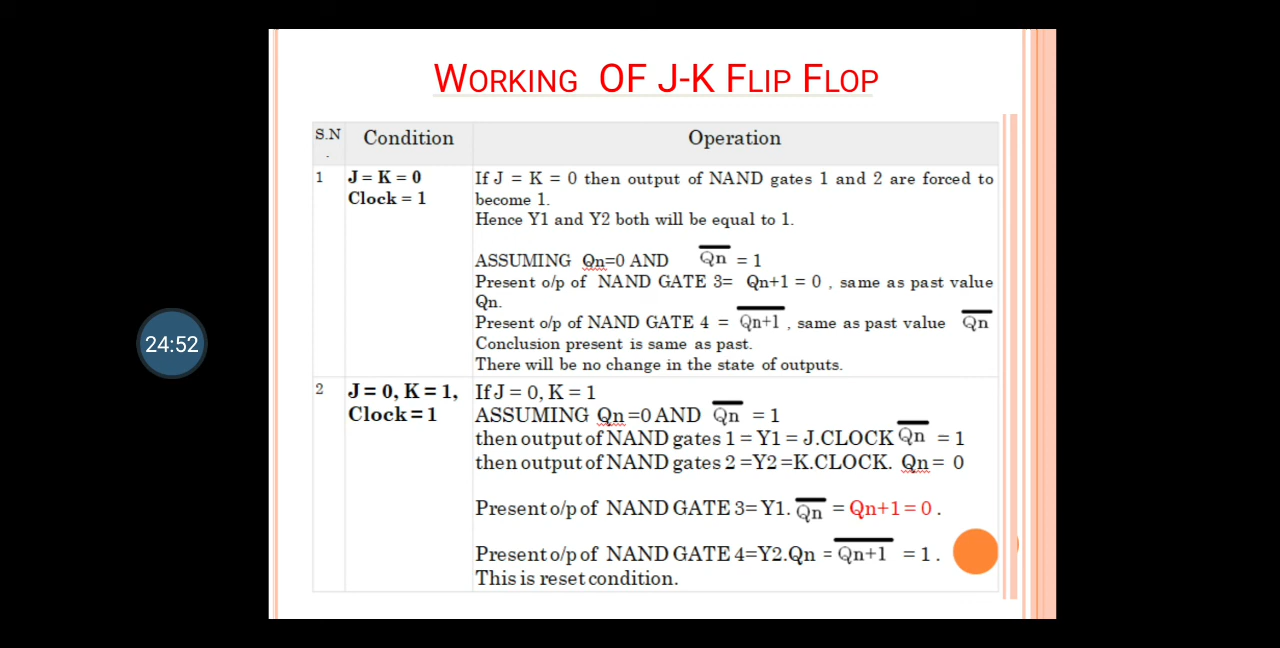 WORKING OF J-K FLIP FLOP
S.N
.
Condition
Operation
1
J = K = 0
Clock = 1
If J = K = 0 then output of NAND gates 1 and 2 are forced to
become 1.
Hence Y1 and Y2 both will be equal to 1.
ASSUMING Qn=0 AND Q̅n̅ = 1
Present o/p of NAND GATE 3= Qn+1 = 0 , same as past value
Qn.
Present o/p of NAND GATE 4 = Q̅n̅+̅1̅ , same as past value Q̅n̅
Conclusion present is same as past.
There will be no change in the state of outputs.
2
J = 0, K = 1,
Clock = 1
If J = 0, K = 1
ASSUMING Qn =0 AND Q̅n̅ = 1
then output of NAND gates 1 = Y1 = J.CLOCK Q̅n̅ = 1
then output of NAND gates 2 =Y2 =K.CLOCK. Qn = 0
Present o/p of NAND GATE 3= Y1. Q̅n̅ = Qn+1 = 0 .
Present o/p of NAND GATE 4=Y2.Qn = Q̅n̅+̅1̅ = 1 .
This is reset condition.
24:52